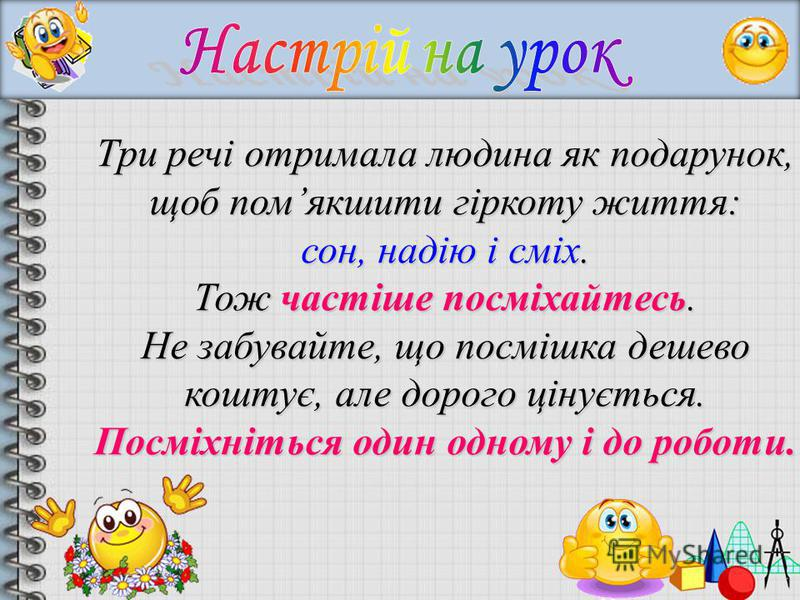 Настрій на урок
Три речі отримала людина як подарунок,
щоб пом’якшити гіркоту життя:
сон, надію і сміх.
Тож частіше посміхайтесь.
Не забувайте, що посмішка дешево
коштує, але дорого цінується.
Посміхніться один одному і до роботи.
MyShared